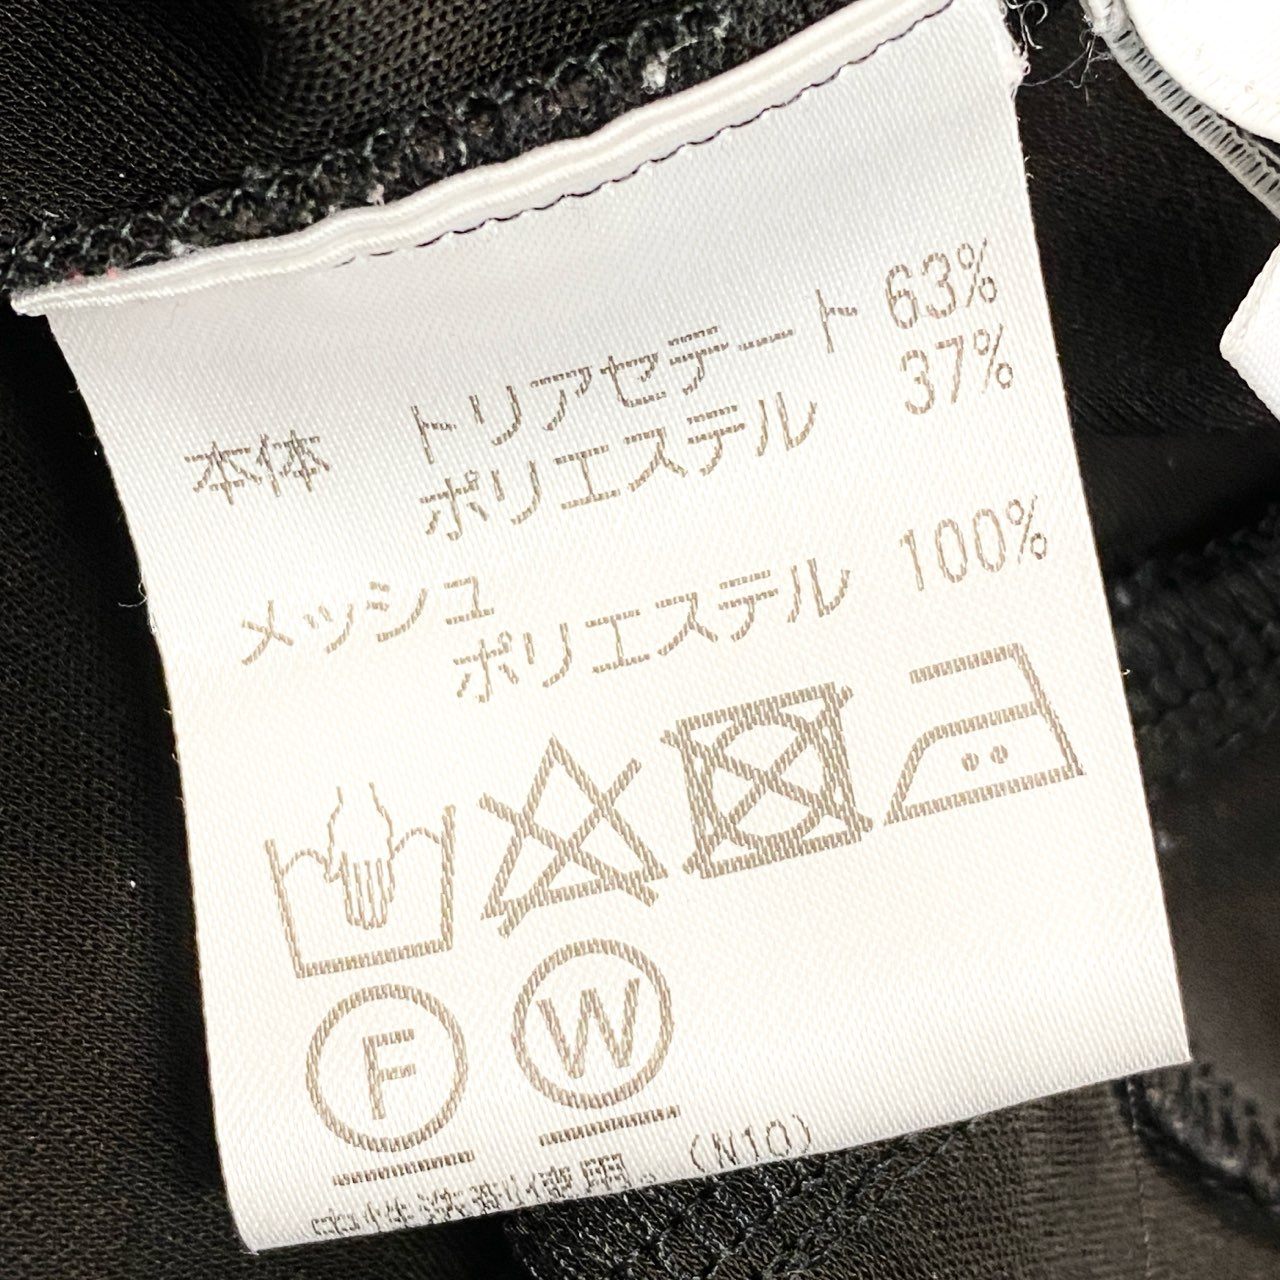 本体 トリアセテート 63%
ポリエステル 37%
メッシュ
ポリエステル 100%
F W
中性洗剤使用。(N10)